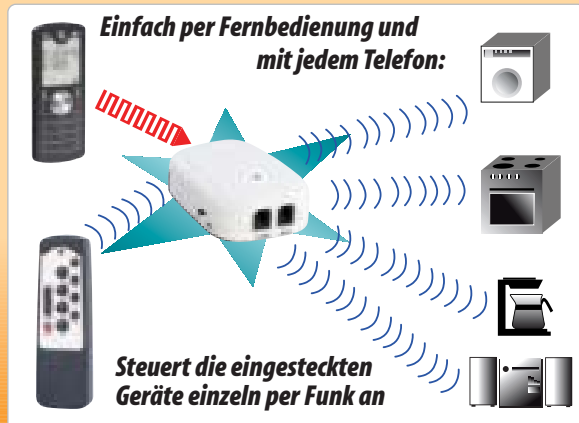 Einfach per Fernbedienung und
mit jedem Telefon:
Steuert die eingesteckten
Geräte einzeln per Funk an